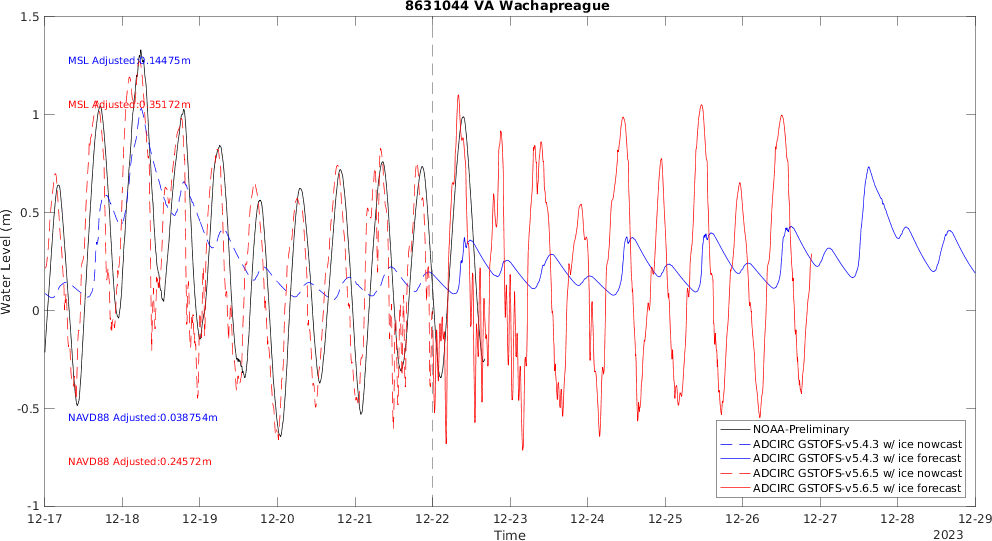 8631044 VA Wachapreague
1.5
1
0.5
0
-0.5
-1
Water Level (m)
MSL Adjusted:0.14475m
MSL Adjusted:0.35172m
NAVD88 Adjusted:0.038754m
NAVD88 Adjusted:0.24572m
NOAA-Preliminary
ADCIRC GSTOFS-v5.4.3 w/ ice nowcast
ADCIRC GSTOFS-v5.4.3 w/ ice forecast
ADCIRC GSTOFS-v5.6.5 w/ ice nowcast
ADCIRC GSTOFS-v5.6.5 w/ ice forecast
12-17 12-18 12-19 12-20 12-21 12-22 12-23 12-24 12-25 12-26 12-27 12-28 12-29
Time
2023